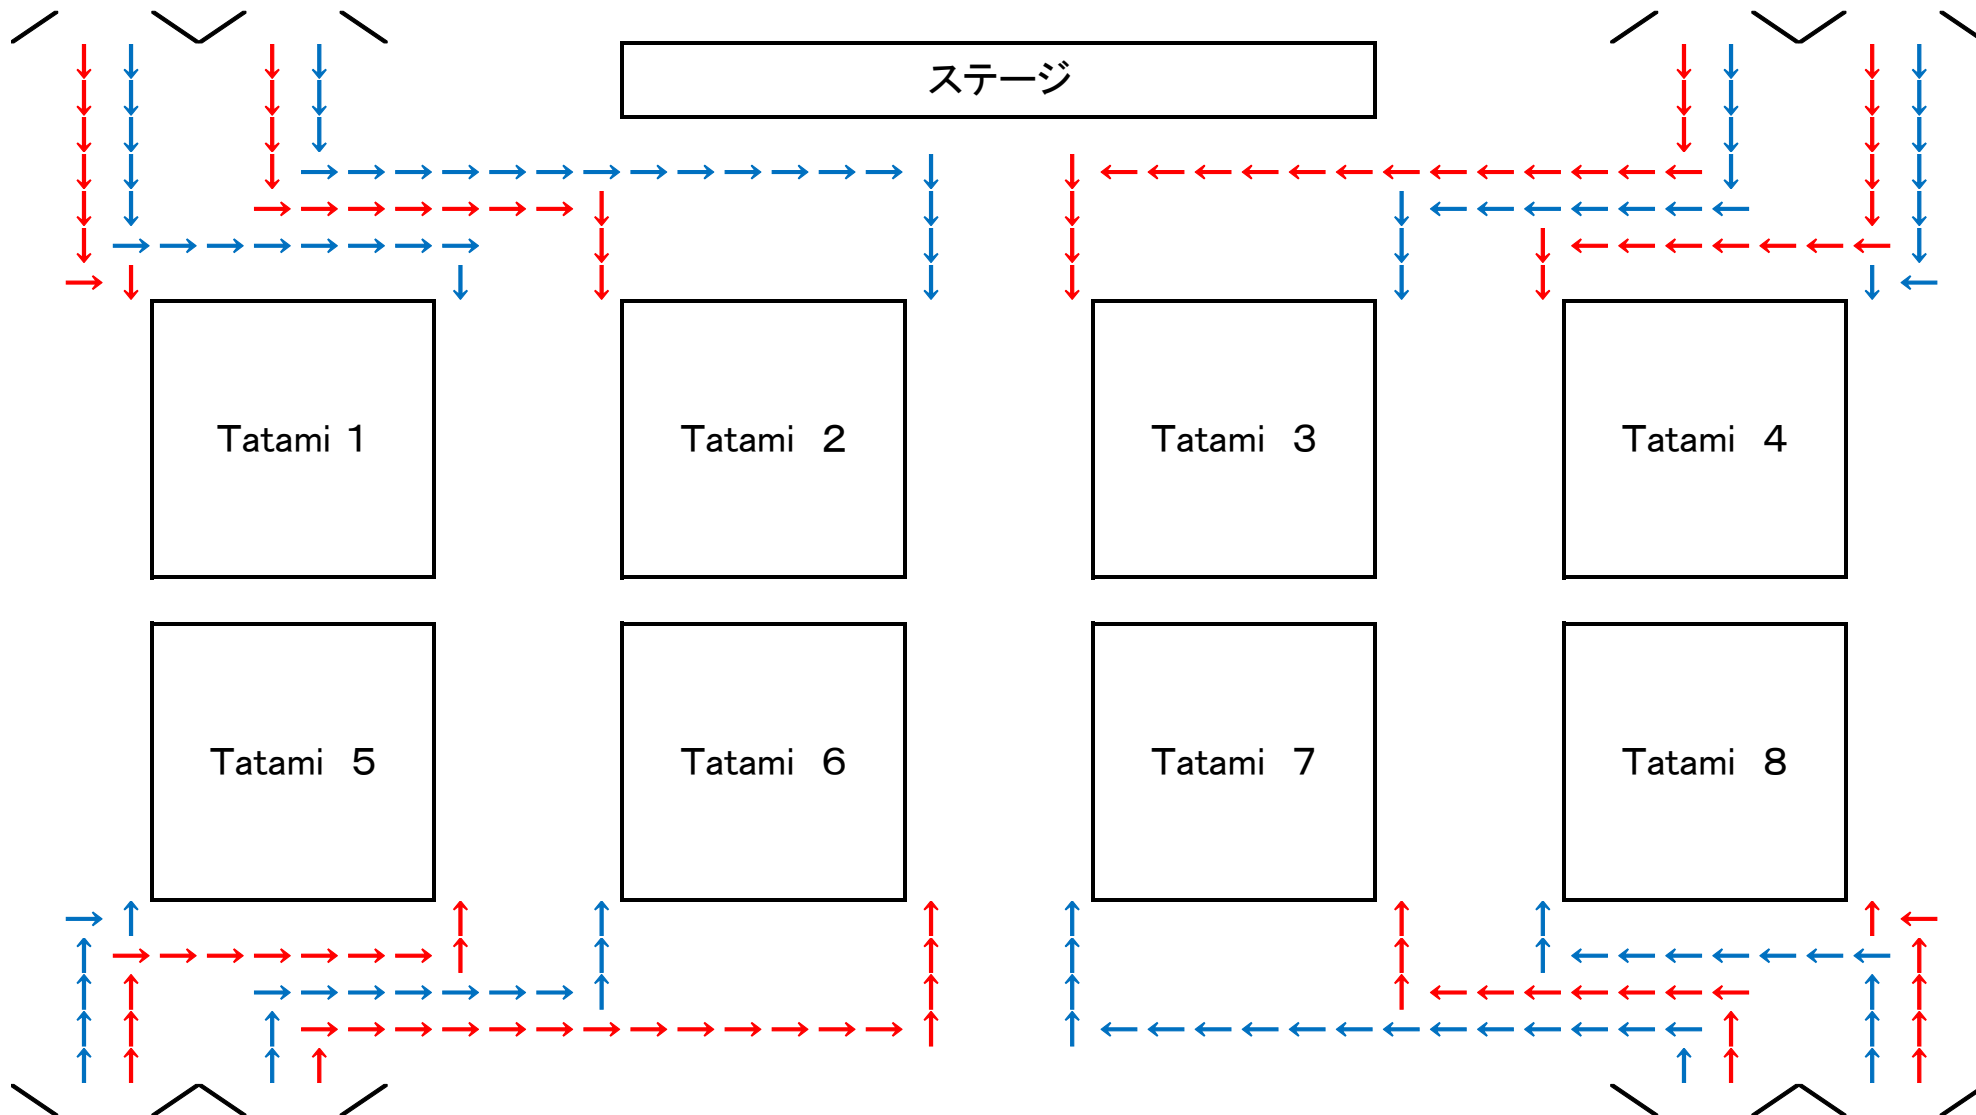 ステージ
Tatami 1
Tatami　2
Tatami　3
Tatami　4
Tatami　5
Tatami　6
Tatami　7
Tatami　8